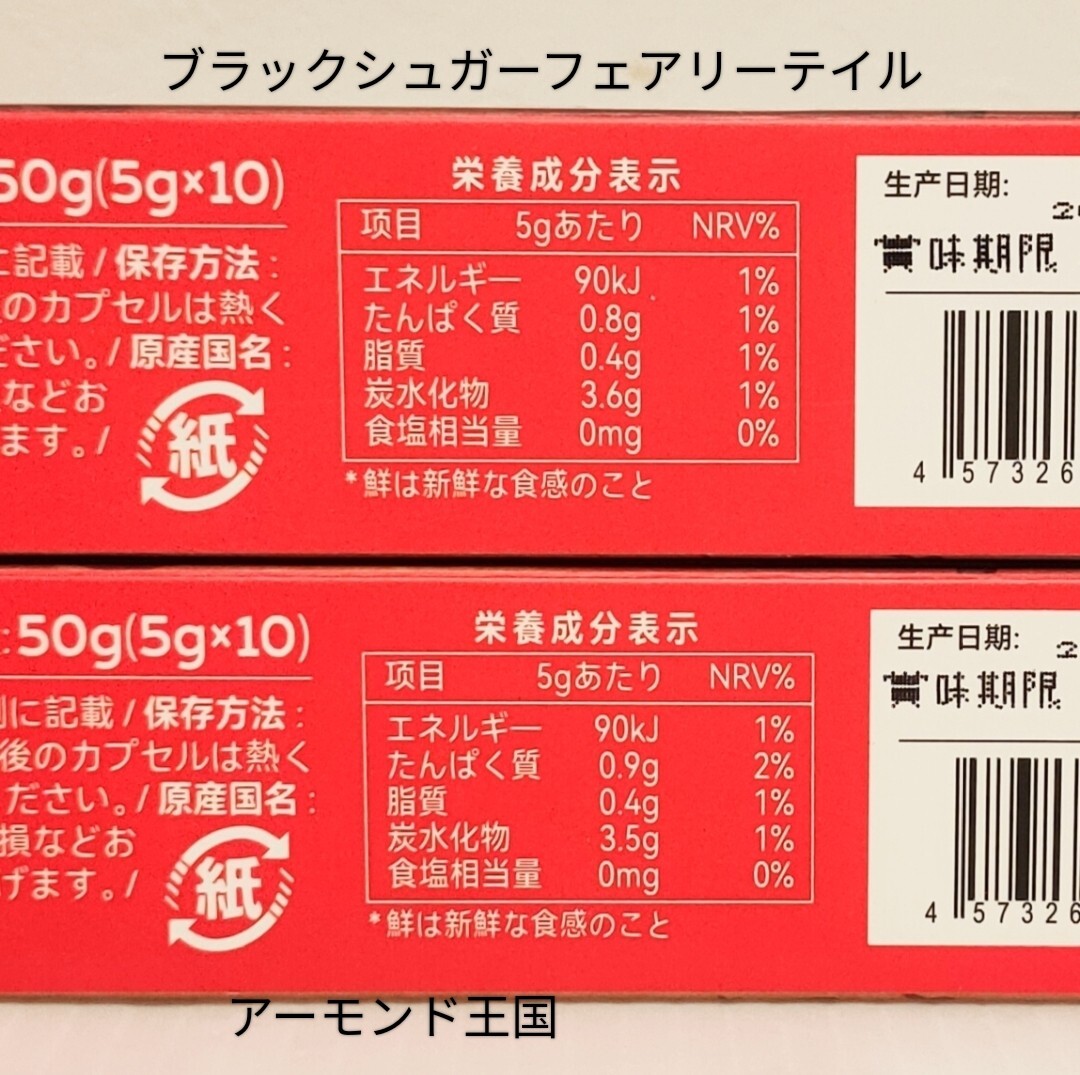 ブラックシュガーフェアリーテイル
50g(5g×10)
に記載/保存方法:
のカプセルは熱く
ださい。/原産国名:
などお
ます。/
紙
栄養成分表示
项目 5gあたり NRV%
エネルギー 90kJ 1%
たんぱく質 0.8g 1%
脂質 0.4g 1%
炭水化物 3.6g 1%
食塩相当量 0mg 0%
*鮮は新鮮な食感のこと
生产日期:
賞味期限
4 57326
:50g(5g×10)
に記載/保存方法:
後のカプセルは熱く
ださい。/原産国名:
損などお
げます。/
紙
栄養成分表示
项目 5gあたり NRV%
エネルギー 90kJ 1%
たんぱく質 0.9g 2%
脂質 0.4g 1%
炭水化物 3.5g 1%
食塩相当量 0mg 0%
*鮮は新鮮な食感のこと
生产日期:
賞味期限
4 57326
アーモンド王国